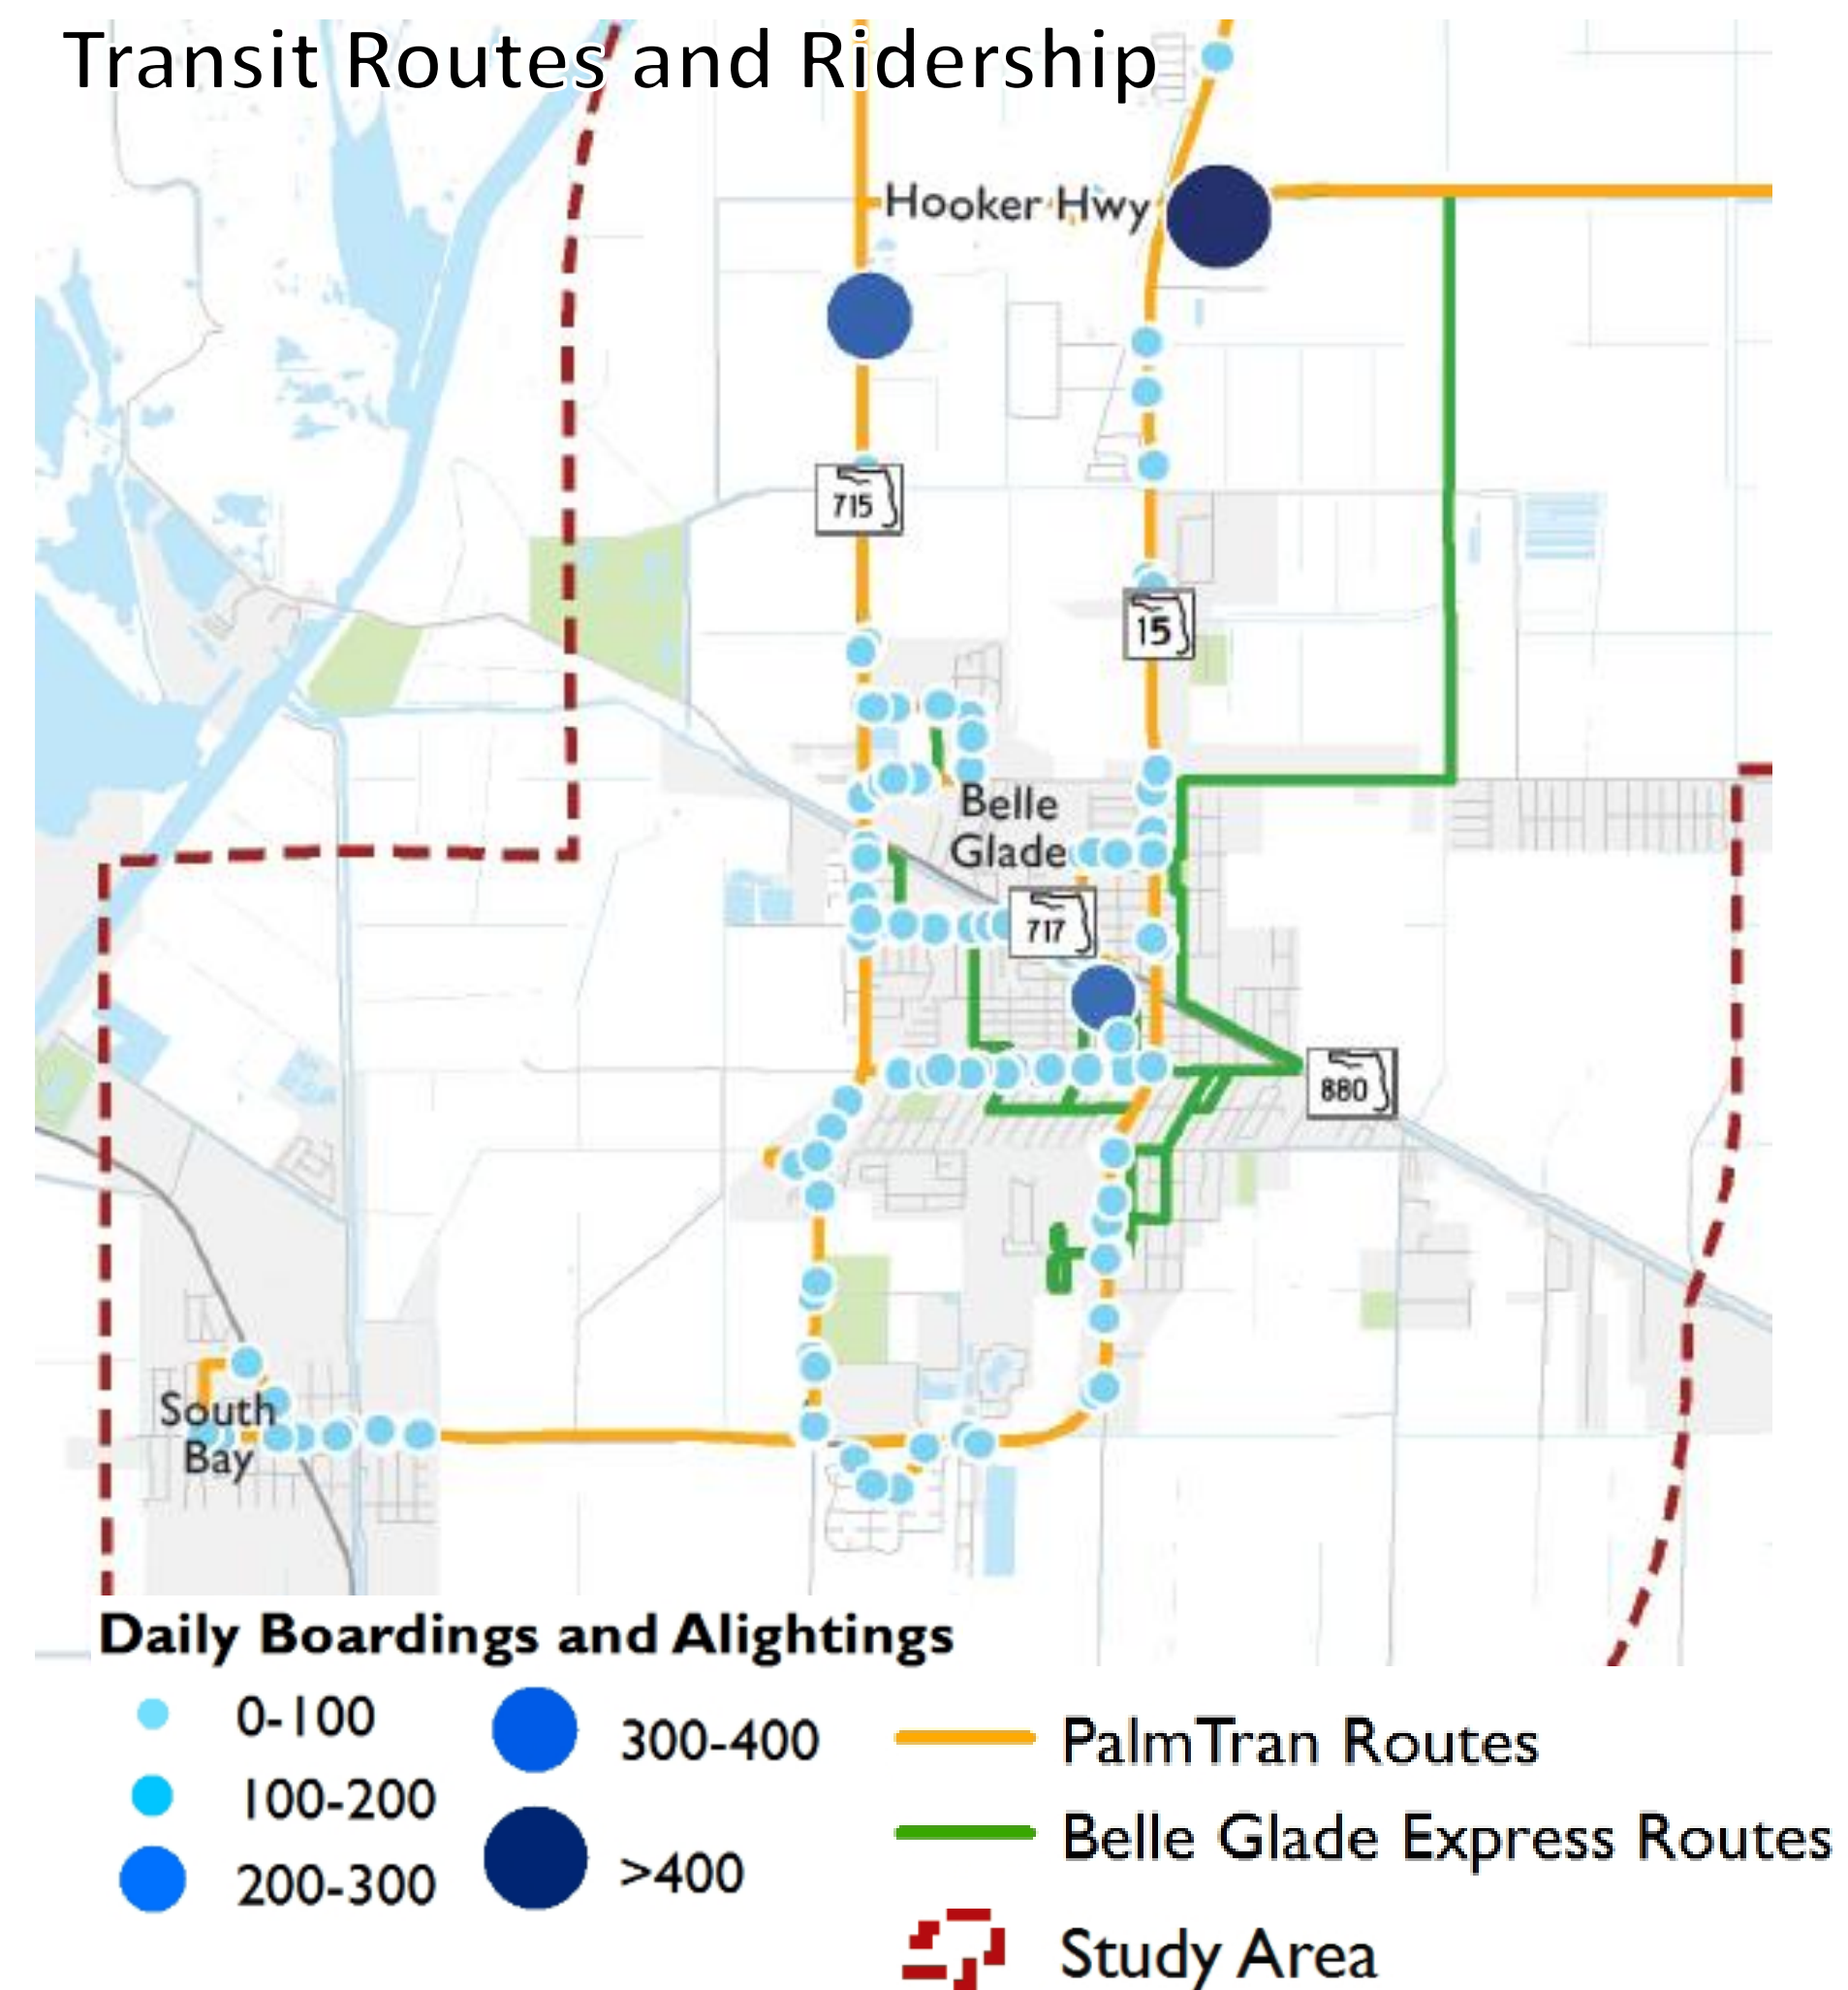 Transit Routes and Ridership
Hooker Hwy
715
15
Belle
Glade
717
880
South
Bay
Daily Boardings and Alightings
0-100
300-400
100-200
200-300
>400
PalmTran Routes
Belle Glade Express Routes
Study Area